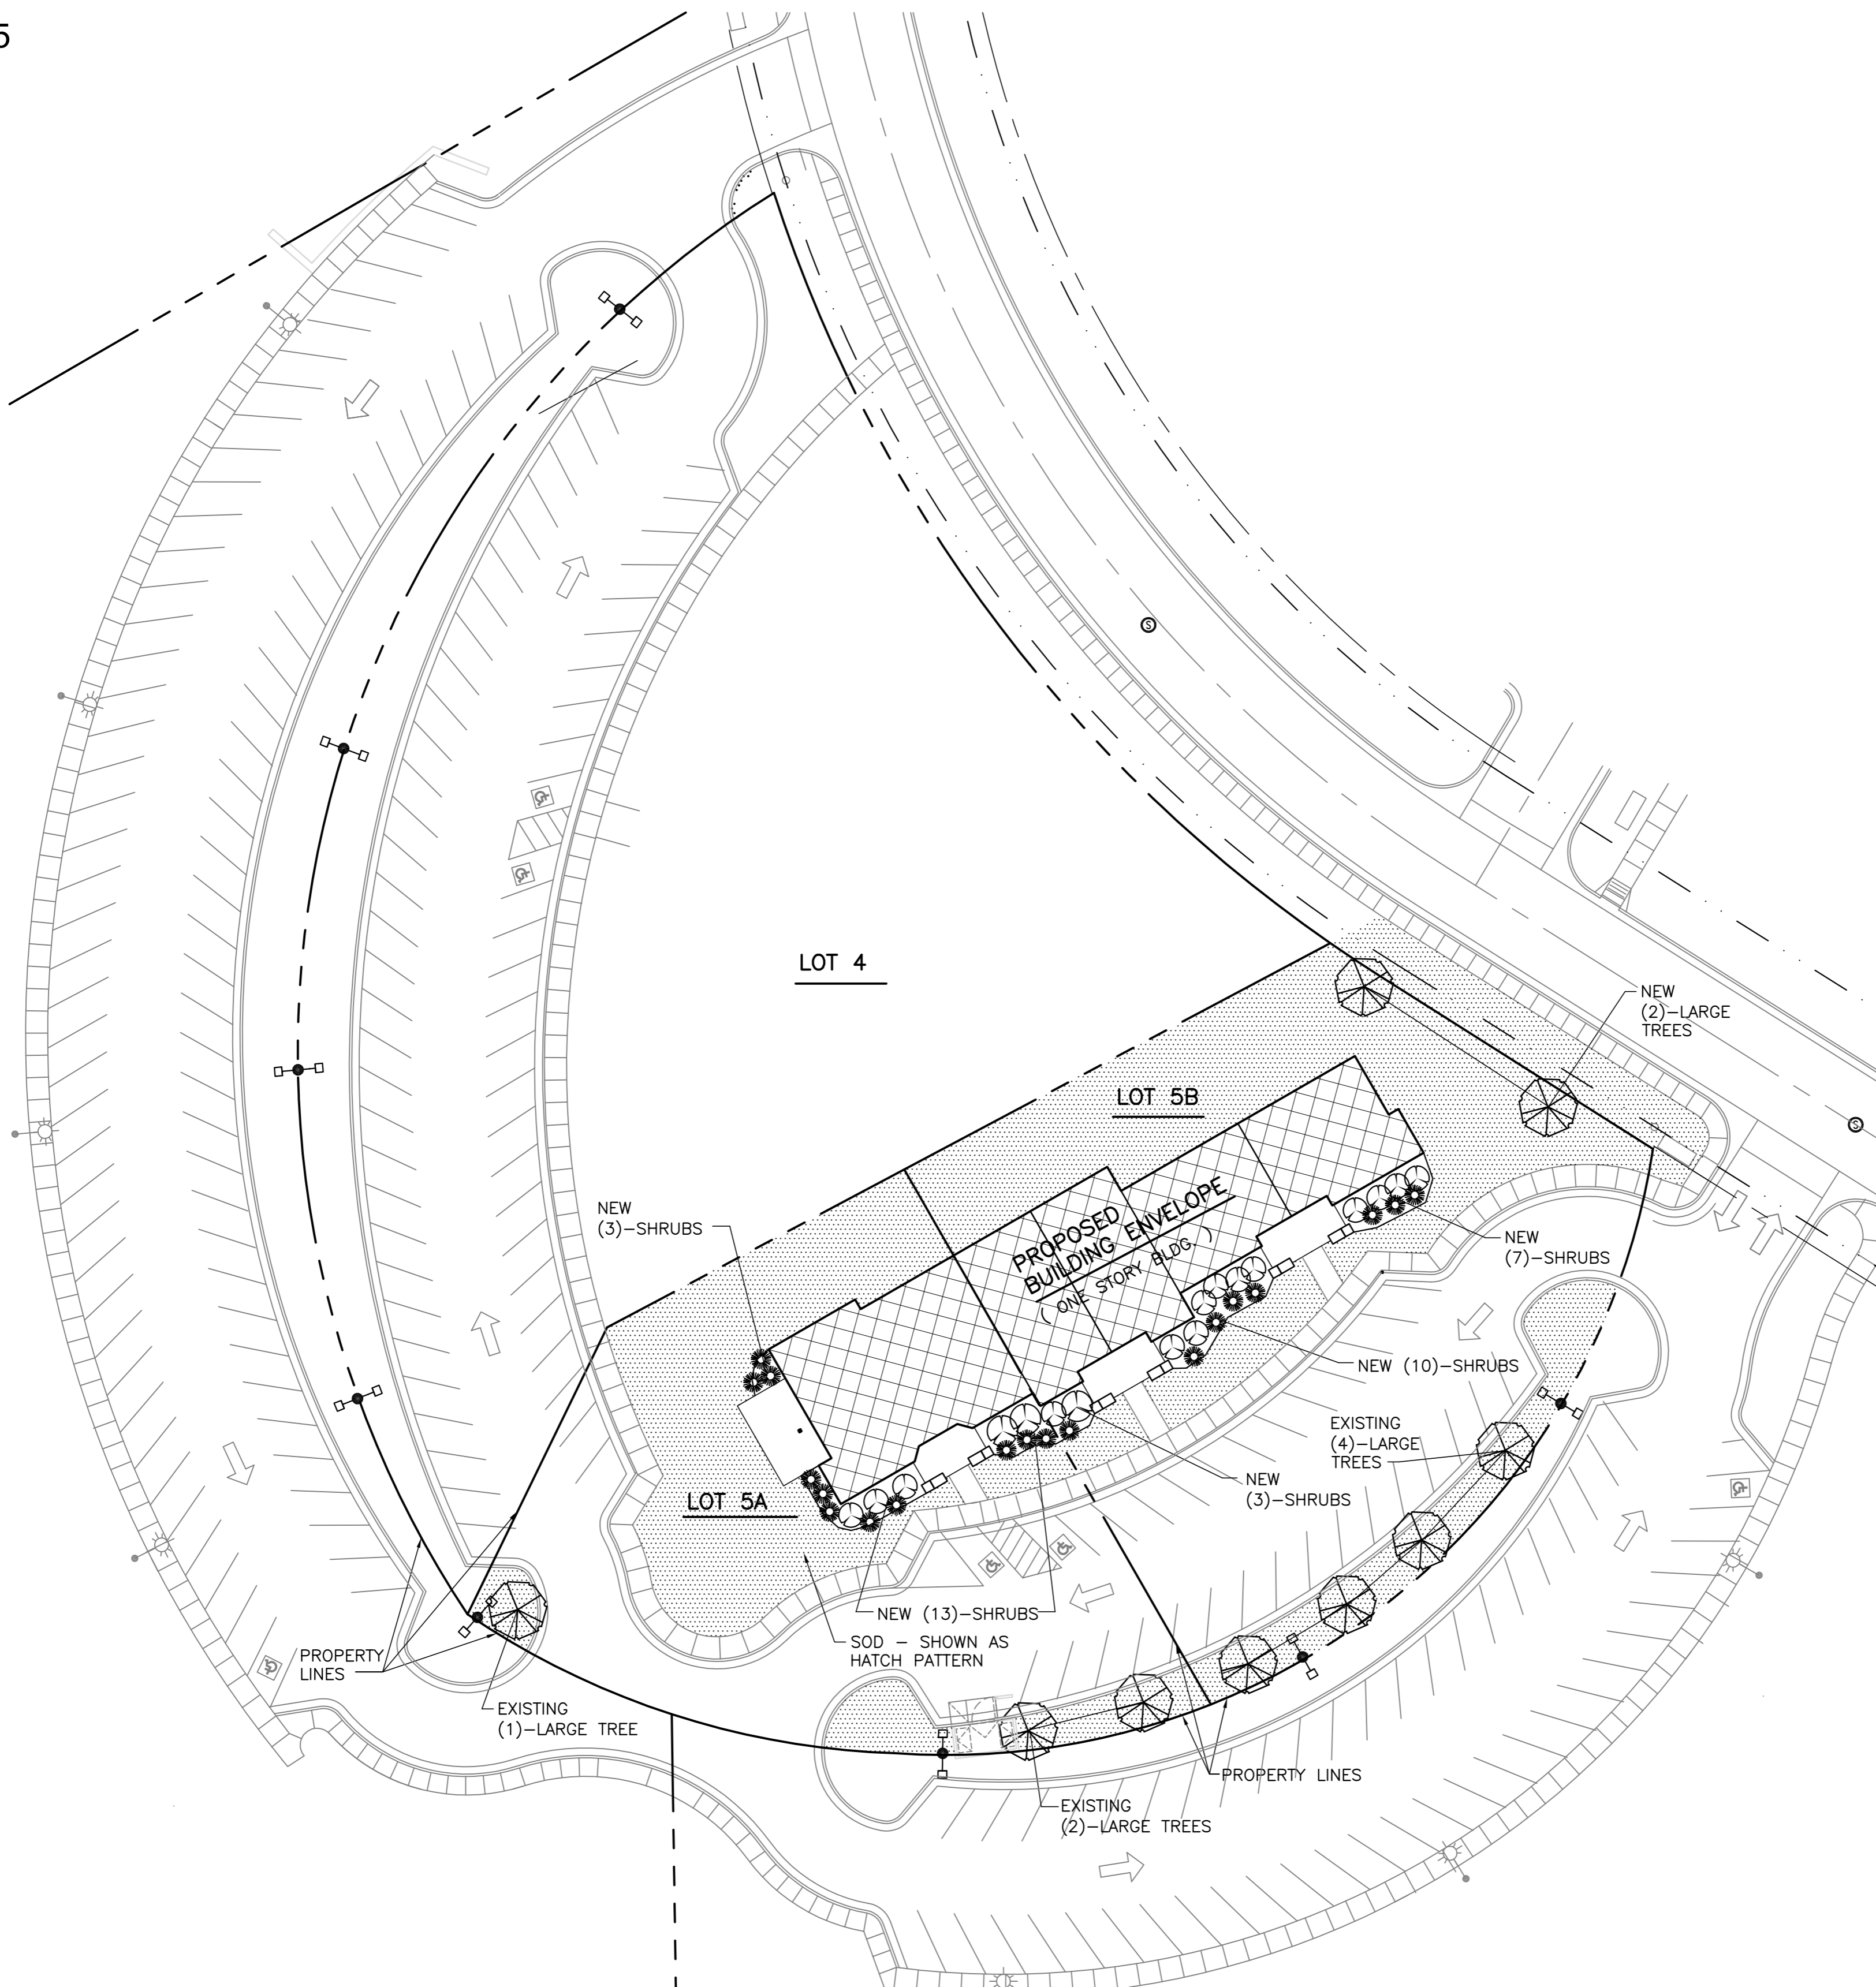 5
LOT 4
NEW
(2)-LARGE
TREES
LOT 5B
NEW
(3)-SHRUBS
PROPOSED
BUILDING ENVELOPE
( ONE STORY BLDG. )
NEW
(7)-SHRUBS
NEW (10)-SHRUBS
EXISTING
(4)-LARGE
TREES
NEW
(3)-SHRUBS
LOT 5A
NEW (13)-SHRUBS
SOD - SHOWN AS
HATCH PATTERN
PROPERTY
LINES
EXISTING
(1)-LARGE TREE
PROPERTY LINES
EXISTING
(2)-LARGE TREES
S
S